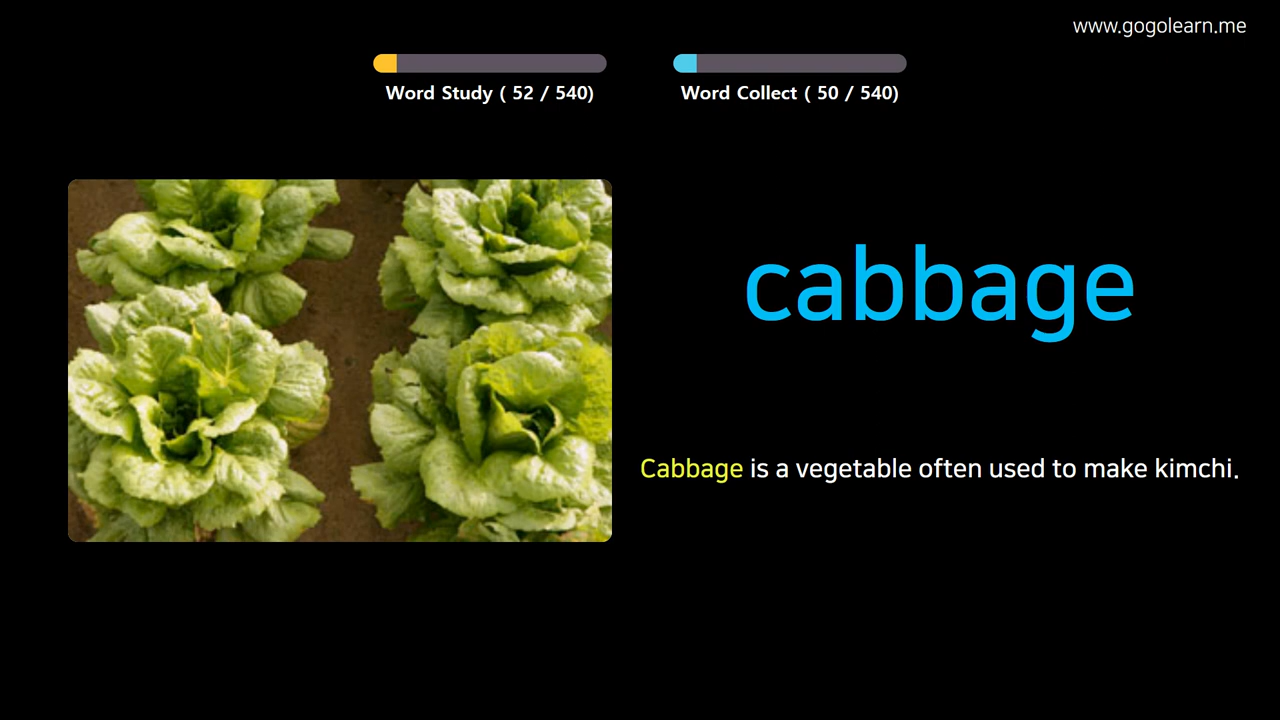 www.gogolearn.me
Word Study ( 52 / 540)
Word Collect ( 50 / 540)
cabbage
Cabbage is a vegetable often used to make kimchi.